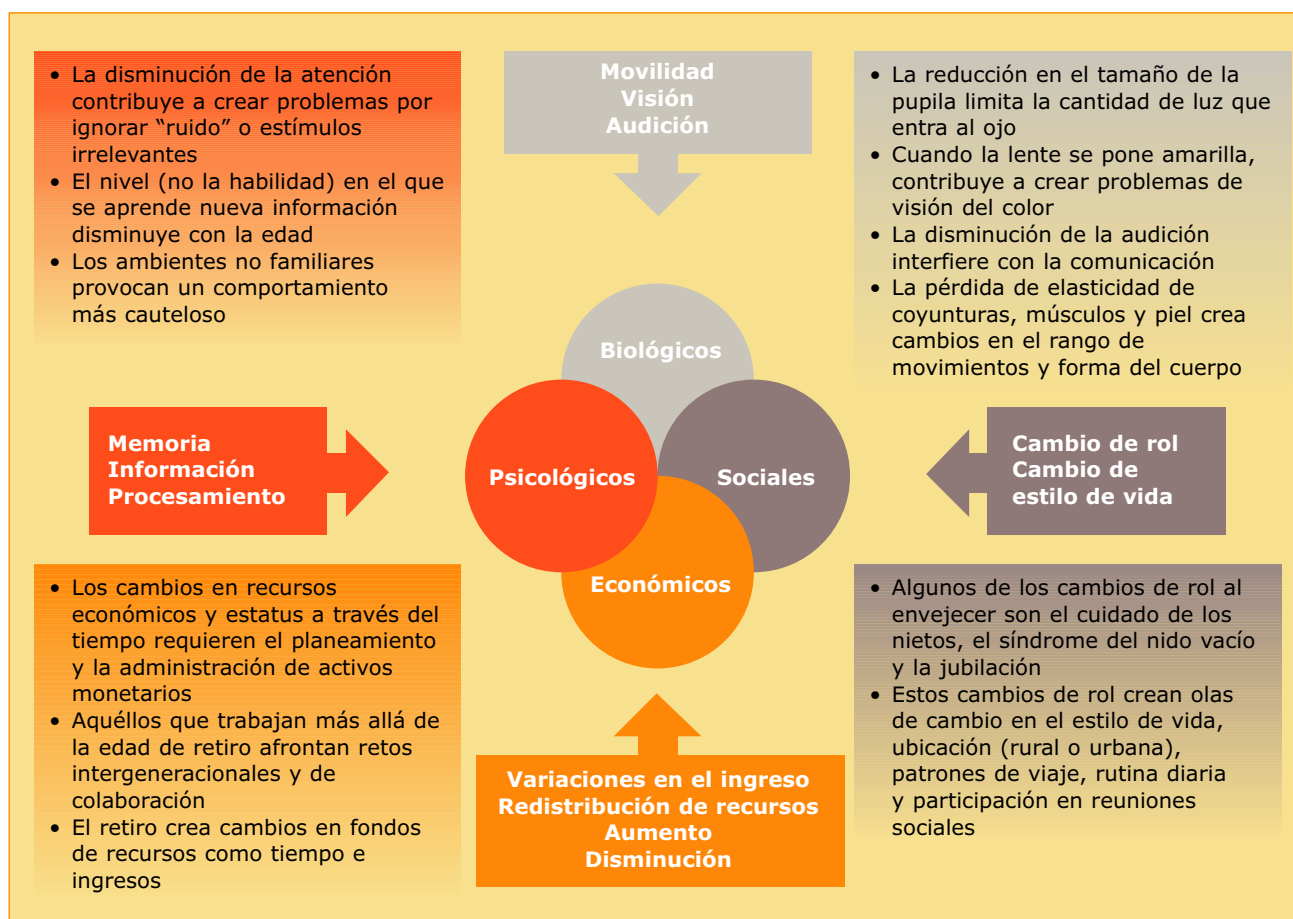 • La disminución de la atención
contribuye a crear problemas por
ignorar “ruido” o estímulos
irrelevantes
• El nivel (no la habilidad) en el que
se aprende nueva información
disminuye con la edad
• Los ambientes no familiares
provocan un comportamiento
más cauteloso
Movilidad
Visión
Audición
• La reducción en el tamaño de la
pupila limita la cantidad de luz que
entra al ojo
• Cuando la lente se pone amarilla,
contribuye a crear problemas de
visión del color
• La disminución de la audición
interfiere con la comunicación
• La pérdida de elasticidad de
coyunturas, músculos y piel crea
cambios en el rango de
movimientos y forma del cuerpo
Biológicos
Memoria
Información
Procesamiento
Psicológicos
Sociales
Cambio de rol
Cambio de
estilo de vida
Económicos
• Los cambios en recursos
económicos y estatus a través del
tiempo requieren el planeamiento
y la administración de activos
monetarios
• Aquéllos que trabajan más allá de
la edad de retiro afrontan retos
intergeneracionales y de
colaboración
• El retiro crea cambios en fondos
de recursos como tiempo e
ingresos
Variaciones en el ingreso
Redistribución de recursos
Aumento
Disminución
• Algunos de los cambios de rol al
envejecer son el cuidado de los
nietos, el síndrome del nido vacío
y la jubilación
• Estos cambios de rol crean olas
de cambio en el estilo de vida,
ubicación (rural o urbana),
patrones de viaje, rutina diaria
y participación en reuniones
sociales